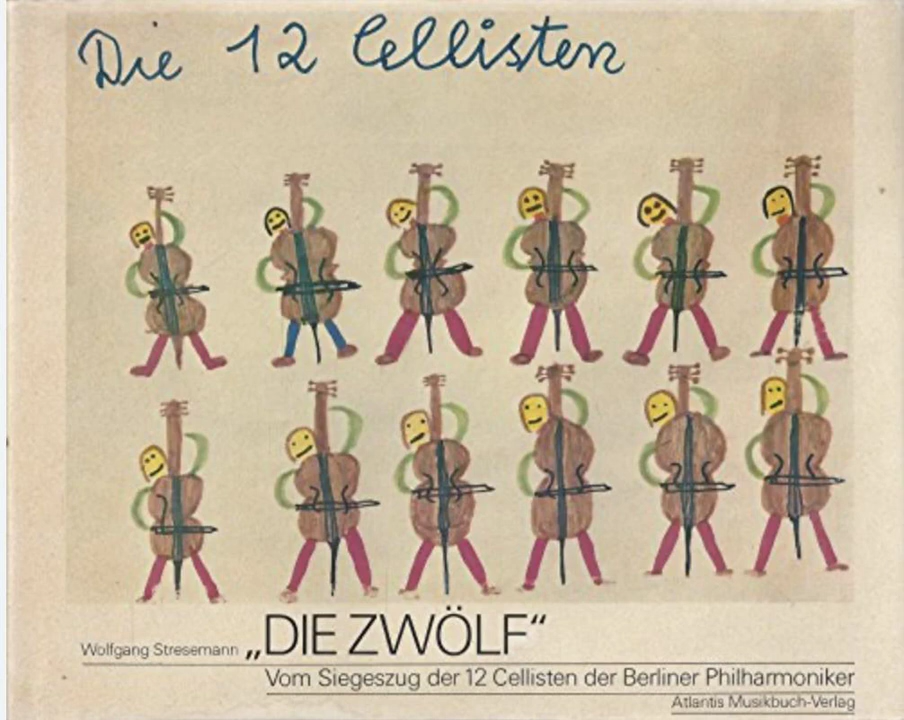 Die 12 Cellisten
Wolfgang Stresemann „DIE ZWÖLF“
Vom Siegeszug der 12 Cellisten der Berliner Philharmoniker
Atlantis Musikbuch-Verlag